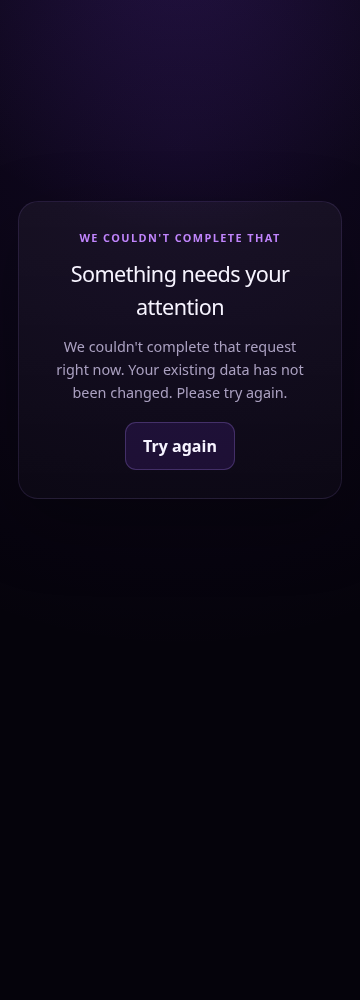 WE COULDN'T COMPLETE THAT
Something needs your
attention
We couldn't complete that request
right now. Your existing data has not
been changed. Please try again.
Try again